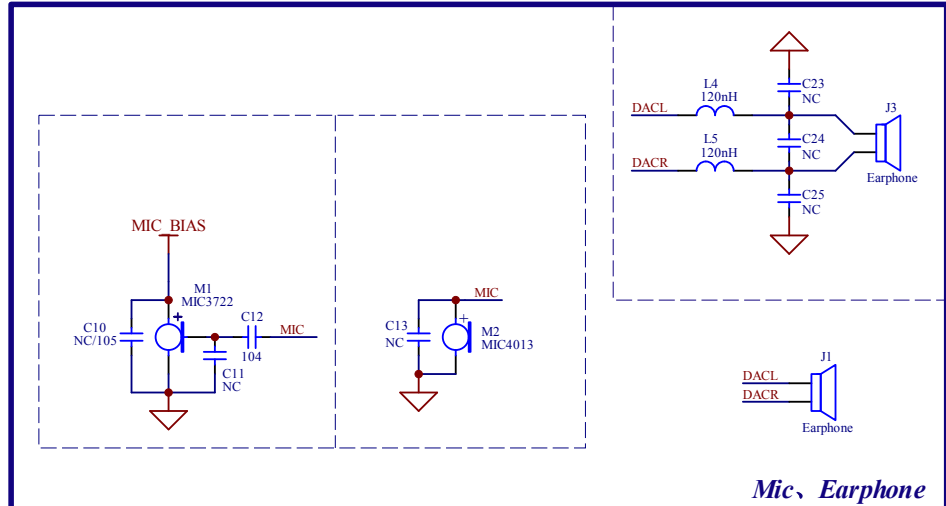 L4
120nH
C23
NC
DACL
J3
L5
120nH
C24
NC
DACR
Earphone
C25
NC
MIC_BIAS
M1
MIC3722
+
C10
NC/105
C12
104
MIC
C11
NC
MIC
+
C13
NC
M2
MIC4013
J1
DACL
DACR
Earphone
Mic、Earphone